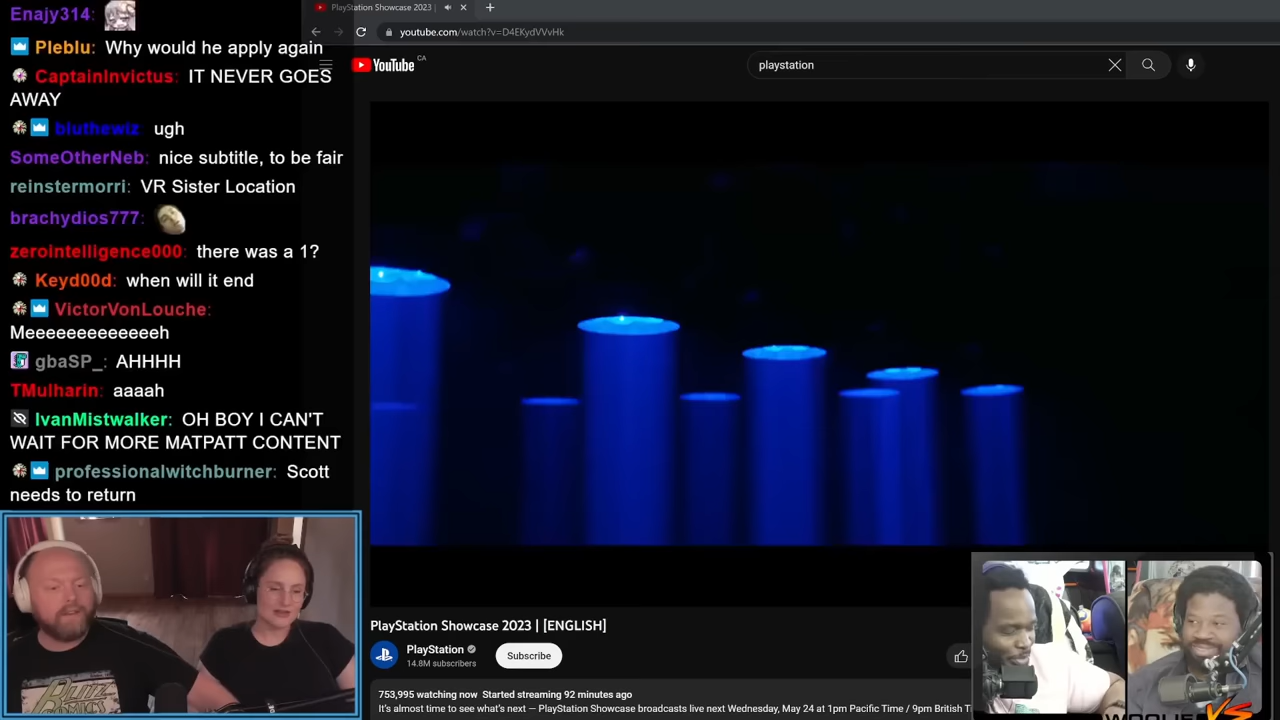 Enajy314:
Pleblu: Why would he apply again
CaptainInvictus: IT NEVER GOES
AWAY
bluthewiz: ugh
SomeOtherNeb: nice subtitle, to be fair
reinstermorri: VR Sister Location
brachydios777:
zerointelligence000: there was a 1?
Keyd00d: when will it end
VictorVonLouche:
Meeeeeeeeeeeeh
gbaSP_: AHHHH
TMulharin: aaaah
IvanMistwalker: OH BOY I CAN'T
WAIT FOR MORE MATPATT CONTENT
professionalwitchburner: Scott
needs to return
PlayStation Showcase 2023 |
youtube.com/watch?v=D4EKydVVvHk
YouTube CA
playstation
PlayStation Showcase 2023 | [ENGLISH]
PlayStation
14.8M subscribers
Subscribe
753,995 watching now Started streaming 92 minutes ago
It's almost time to see what's next — PlayStation Showcase broadcasts live next Wednesday, May 24 at 1pm Pacific Time / 9pm British T
VS